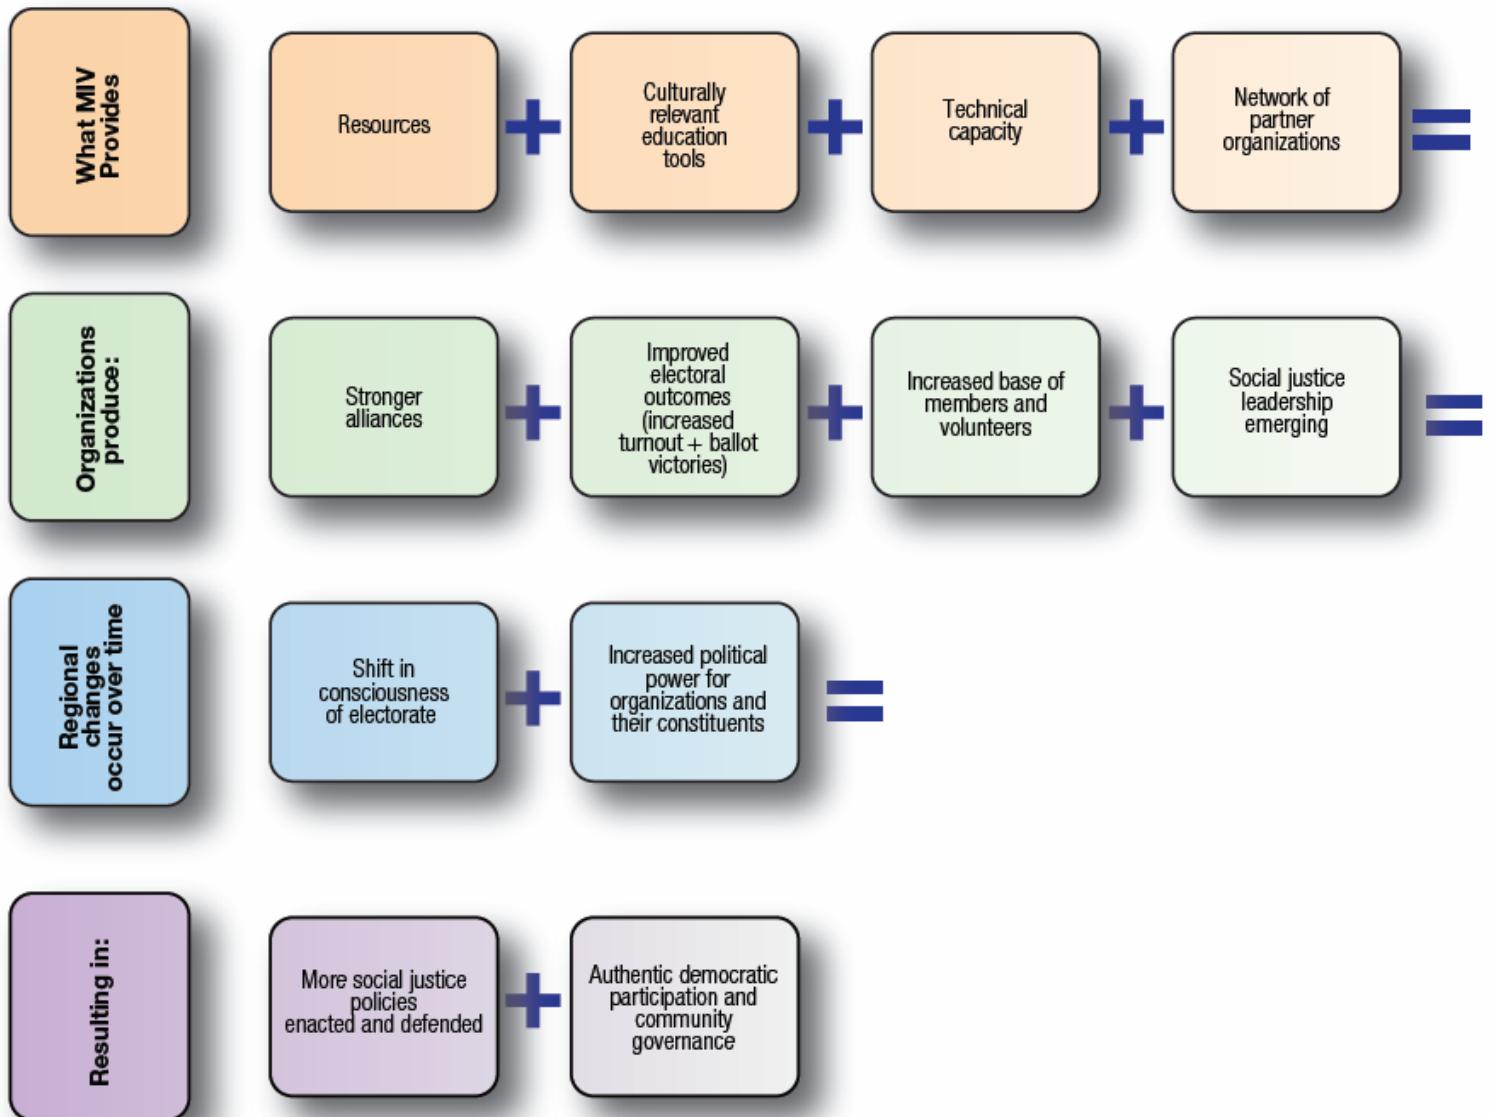 What MIV
Provides
Resources
Culturally
relevant
education
tools
Technical
capacity
Network of
partner
organizations
Organizations
produce:
Stronger
alliances
Improved
electoral
outcomes
(increased
turnout + ballot
victories)
Increased base of
members and
volunteers
Social justice
leadership
emerging
Regional
changes
occur over time
Shift in
consciousness
of electorate
Increased political
power for
organizations and
their constituents
Resulting in:
More social justice
policies
enacted and defended
Authentic democratic
participation and
community
governance